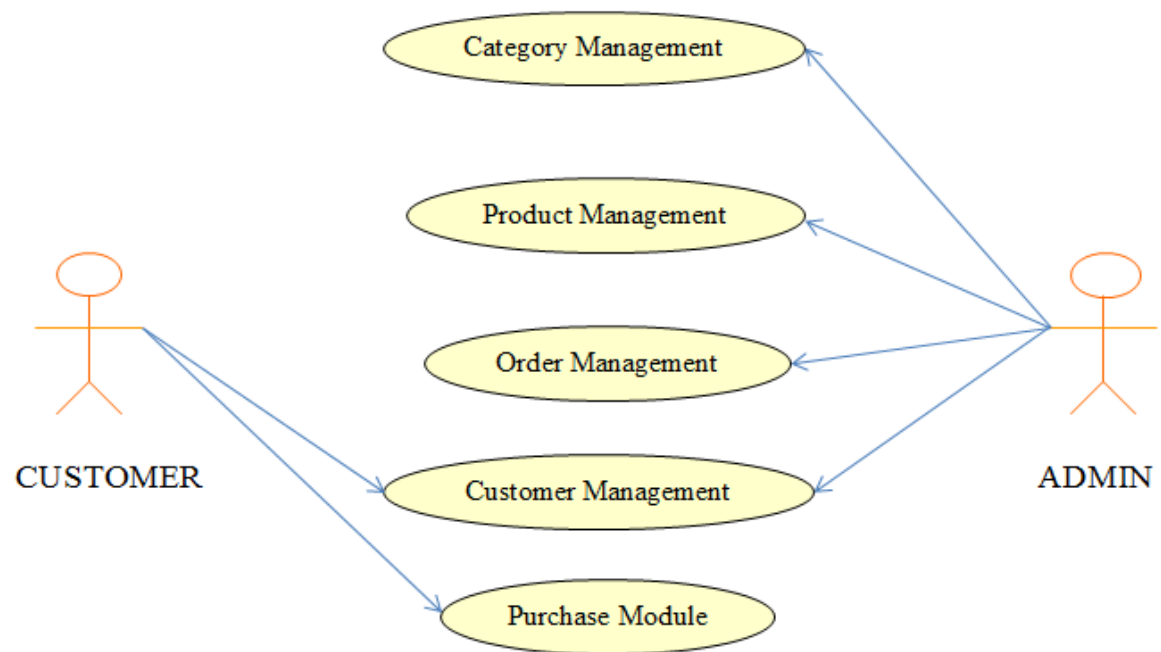 Category Management
Product Management
Order Management
CUSTOMER
ADMIN
Customer Management
Purchase Module